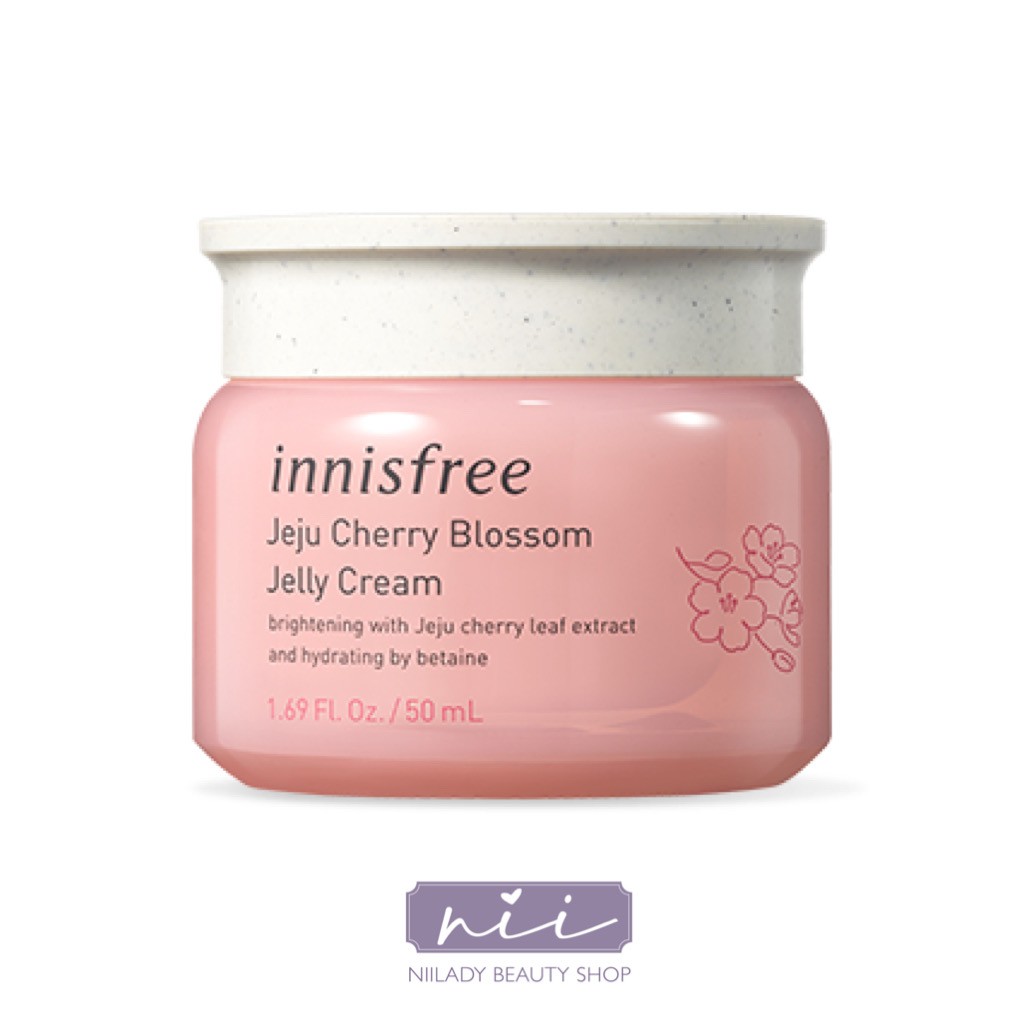 innisfree
Jeju Cherry Blossom
Jelly Cream
brightening with Jeju cherry leaf extract
and hydrating by betaine
1.69 Fl. Oz. / 50 mL
nii
NIILADY BEAUTY SHOP